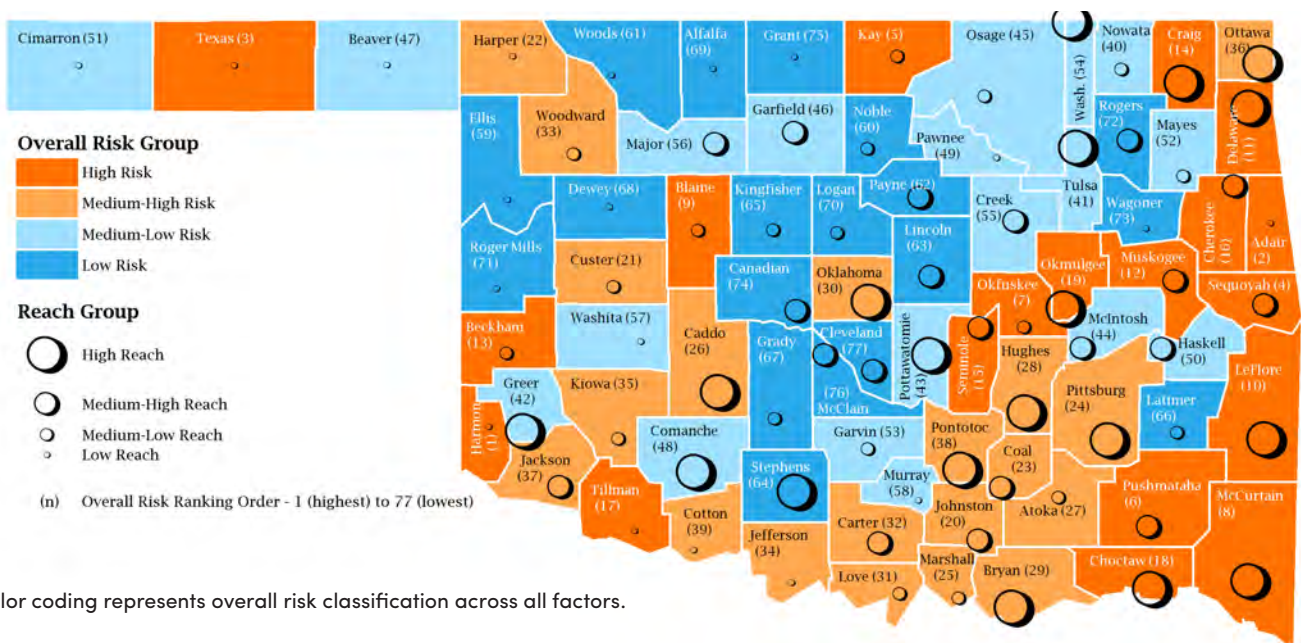 Cimarron (51)
Texas (3)
Beaver (47)
Harper (22)
Woods (61)
Alfalfa
(69)
Grant (75)
Kay (5)
Osage (45)
Nowata
(40)
Craig
(14)
Ottawa
(36)
Wash. (54)
Ellis
(59)
Woodward
(33)
Major (56)
Garfield (46)
Noble
(60)
Pawnee
(49)
Rogers
(72)
Mayes
(52)
Delaware
(11)
Overall Risk Group
High Risk
Medium-High Risk
Medium-Low Risk
Low Risk
Dewey (68)
Blaine
(9)
Kingfisher
(65)
Logan
(70)
Payne (62)
Creek
(55)
Tulsa
(41)
Wagoner
(73)
Cherokee
(16)
Adair
(2)
Roger Mills
(71)
Custer (21)
Canadian
(74)
Oklahoma
(30)
Lincoln
(63)
Okfuskee
(7)
Okmulgee
(19)
Muskogee
(12)
Sequoyah (4)
Reach Group
High Reach
Medium-High Reach
Medium-Low Reach
Low Reach
(n) Overall Risk Ranking Order - 1 (highest) to 77 (lowest)
Beckham
(13)
Washita (57)
Caddo
(26)
Grady
(67)
Cleveland
(77)
(76)
McClain
Pottawatomie
(43)
Seminole
(15)
Hughes
(28)
McIntosh
(44)
Haskell
(50)
LeFlore
(10)
Greer
(42)
Kiowa (35)
Harmon
(1)
Jackson
(37)
Comanche
(48)
Stephens
(64)
Garvin (53)
Murray
(58)
Pontotoc
(38)
Coal
(23)
Pittsburg
(24)
Latimer
(66)
Tillman
(17)
Cotton
(39)
Jefferson
(34)
Carter (32)
Johnston
(20)
Atoka (27)
Pushmataha
(6)
McCurtain
(8)
Love (31)
Marshall
(25)
Bryan (29)
Choctaw (18)
lor coding represents overall risk classification across all factors.